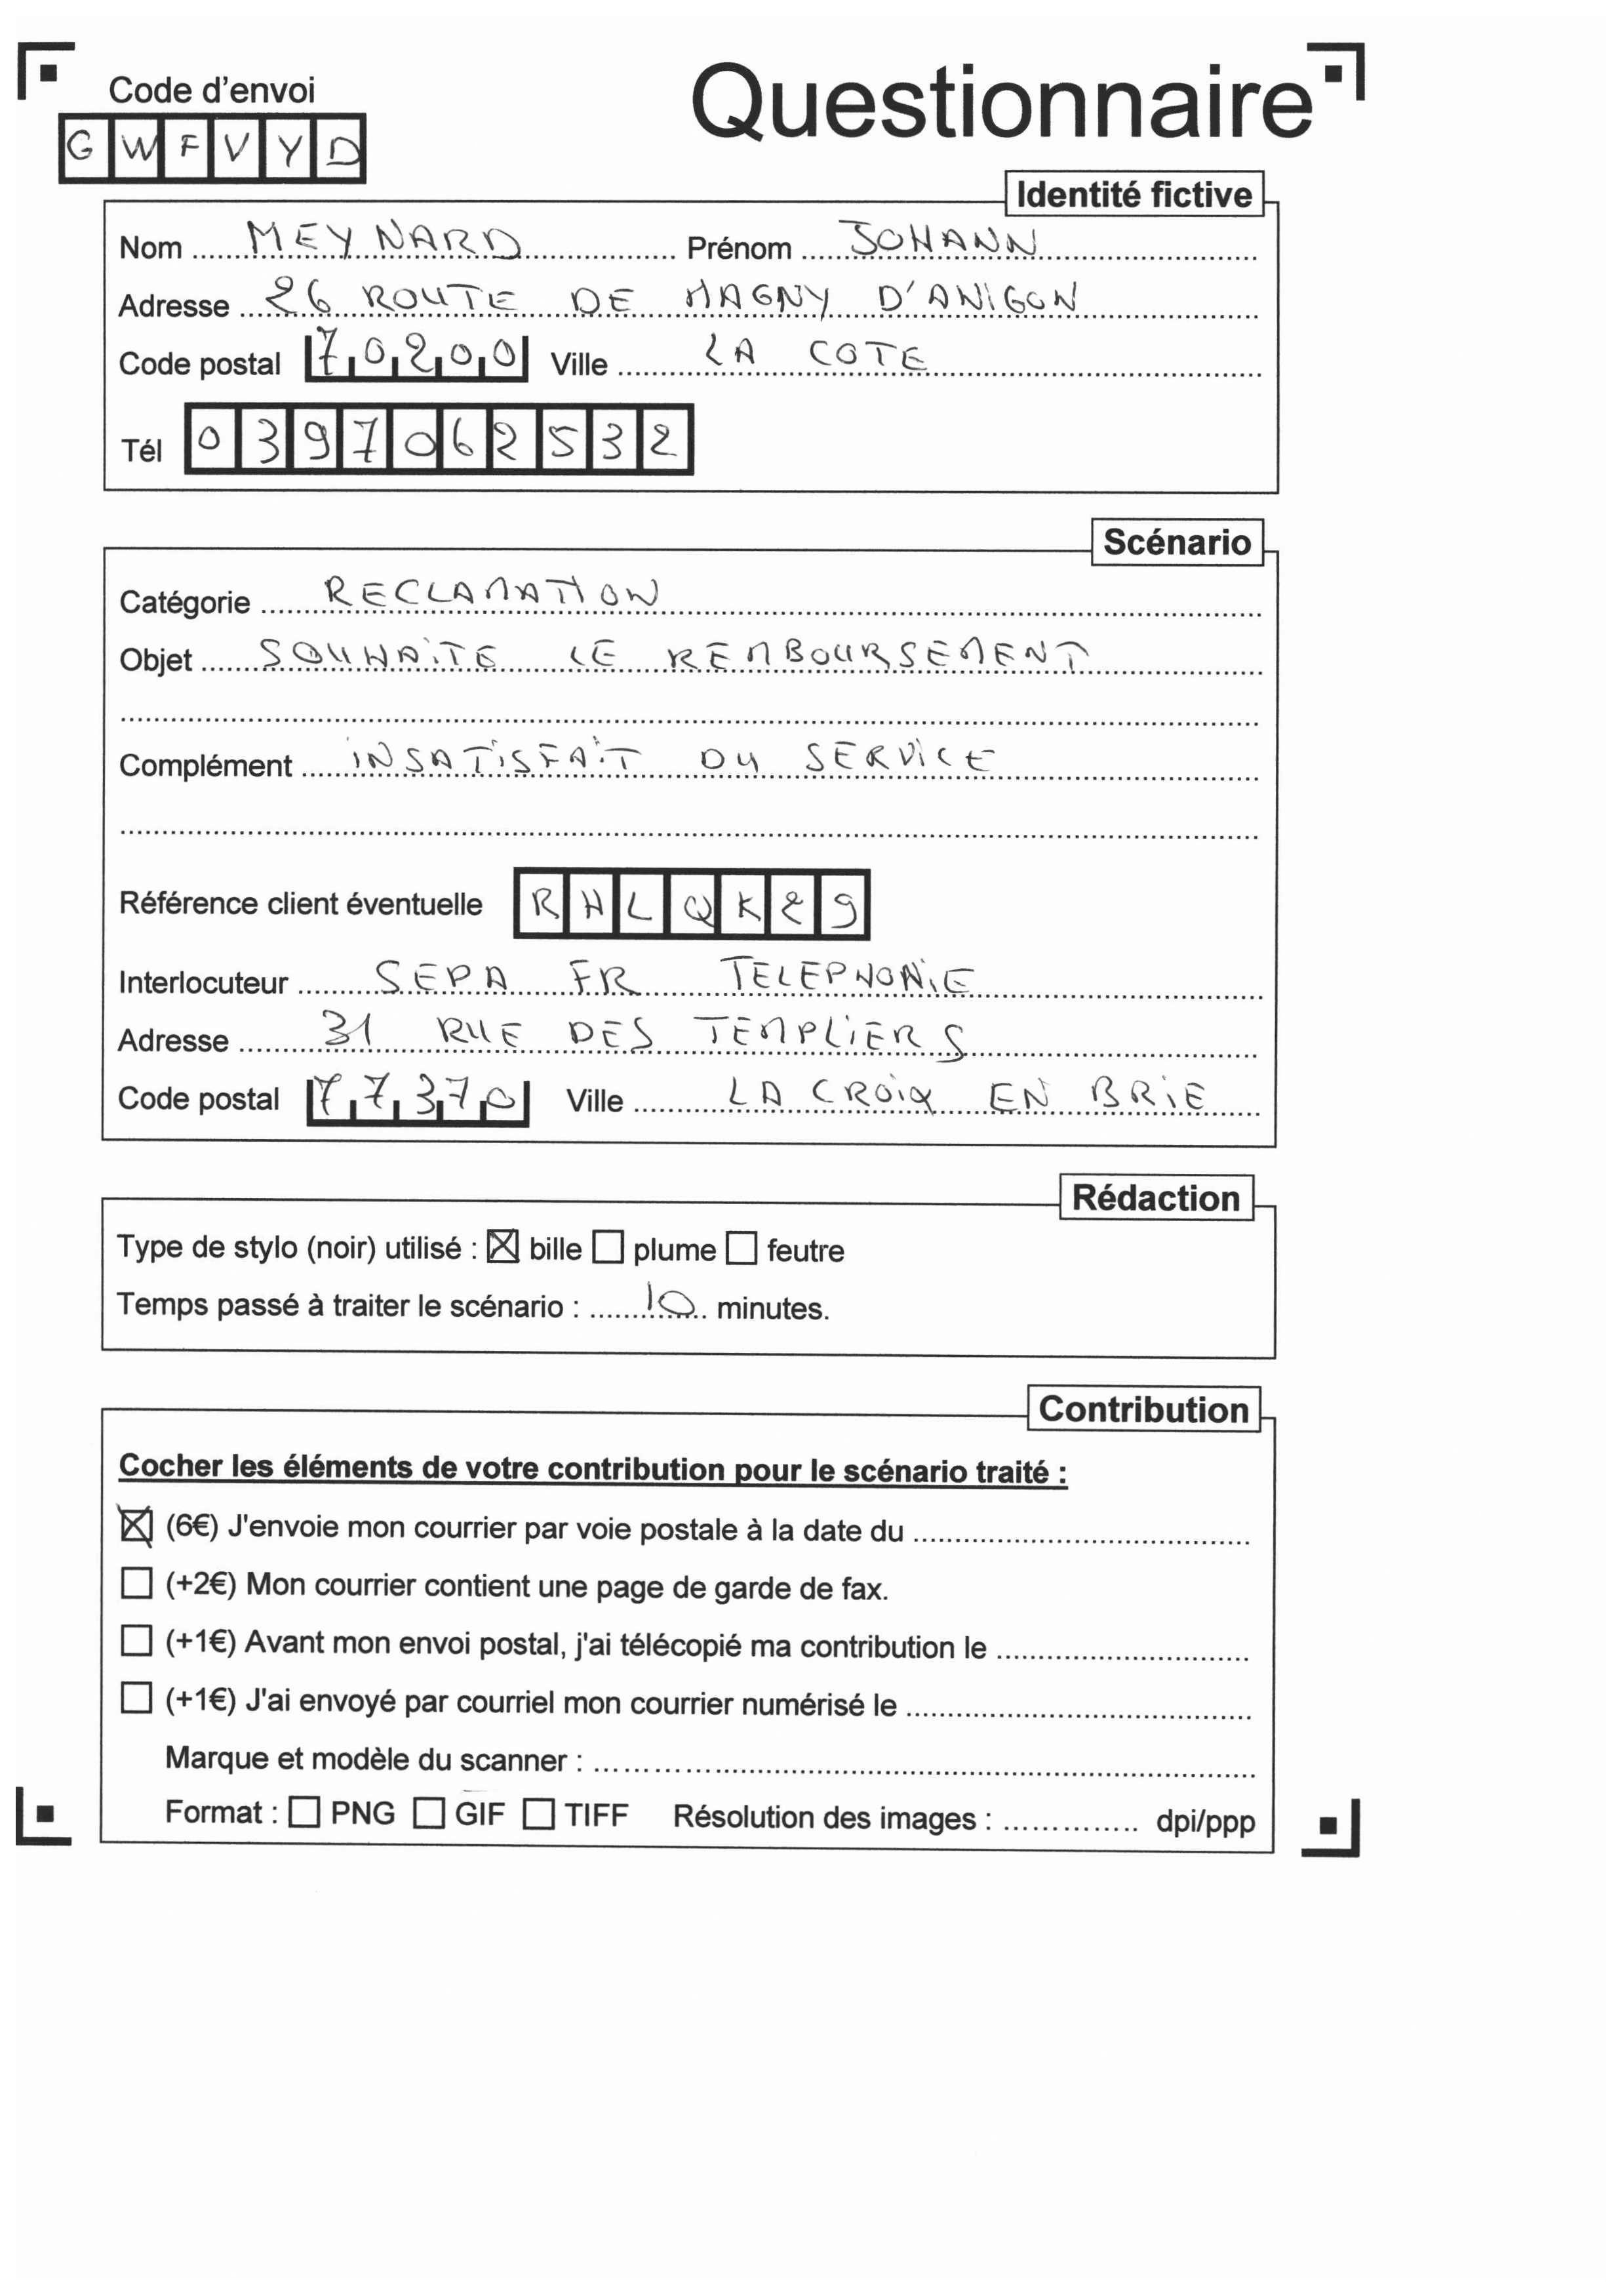 Code d'envoi
Questionnaire
GWFVYD
Identité fictive
Nom MEYNARD Prénom JOHANN
Adresse 26 ROUTE DE MAGNY D'ANIGON
Code postal 70200 Ville LA COTE
Tél 0397062532
Scénario
Catégorie RECLAMATION
Objet SOUHAITE LE REMBOURSEMENT
Complément INSATISFAIT DU SERVICE
Référence client éventuelle RHLQK29
Interlocuteur SEPA FR TELEPHONIE
Adresse 31 RUE DES TEMPLIERS
Code postal 77370 Ville LA CROIX EN BRIE
Rédaction
Type de stylo (noir) utilisé : ☒ bille ☐ plume ☐ feutre
Temps passé à traiter le scénario : 10 minutes.
Contribution
Cocher les éléments de votre contribution pour le scénario traité :
☒ (6€) J'envoie mon courrier par voie postale à la date du
☐ (+2€) Mon courrier contient une page de garde de fax.
☐ (+1€) Avant mon envoi postal, j'ai télécopié ma contribution le
☐ (+1€) J'ai envoyé par courriel mon courrier numérisé le
Marque et modèle du scanner :
Format : ☐ PNG ☐ GIF ☐ TIFF Résolution des images : dpi/ppp